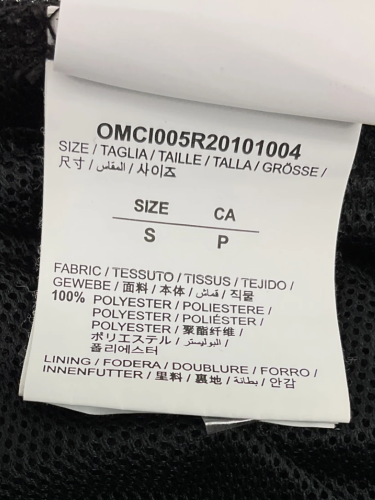 OMCI005R20101004
SIZE / TAGLIA / TAILLE / TALLA / GRÖSSE /
尺寸 / المقاس / 사이즈
SIZE CA
S P
FABRIC / TESSUTO / TISSUS / TEJIDO /
GEWEBE / 面料 / 本体 / قماش / 직물
100% POLYESTER / POLIESTERE /
POLYESTER / POLIÉSTER /
POLYESTER / 聚酯纤维 /
ポリエステル / البوليستر /
폴리에스터
LINING / FODERA / DOUBLURE / FORRO /
INNENFUTTER / 里料 / 裏地 / بطانة / 안감